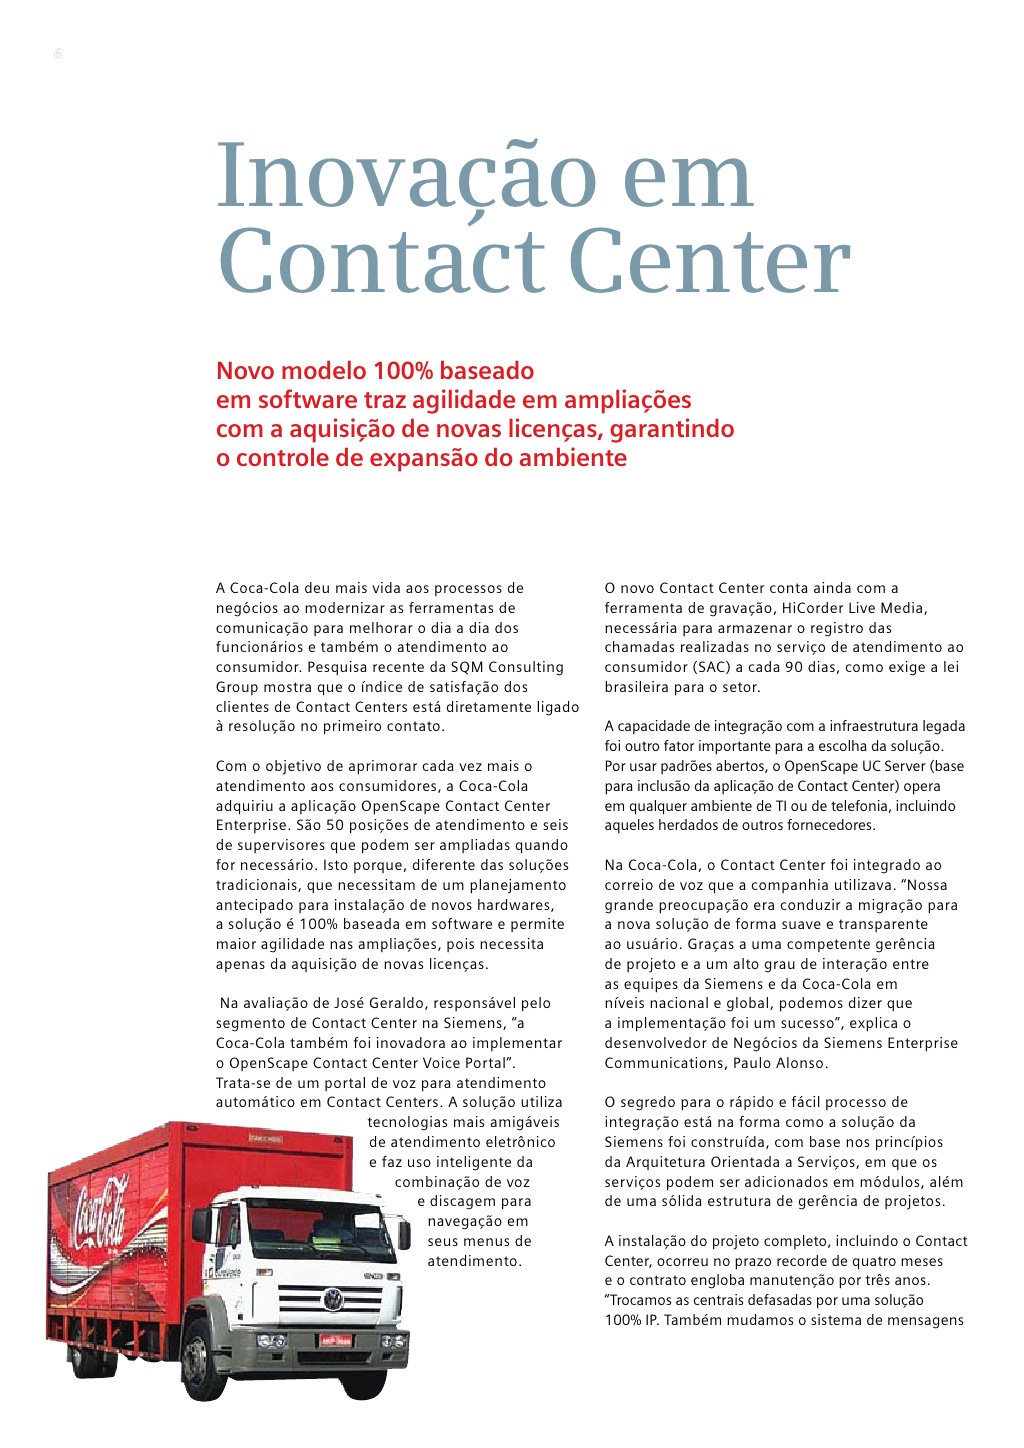 6
Inovação em
Contact Center
Novo modelo 100% baseado
em software traz agilidade em ampliações
com a aquisição de novas licenças, garantindo
o controle de expansão do ambiente
A Coca-Cola deu mais vida aos processos de
negócios ao modernizar as ferramentas de
comunicação para melhorar o dia a dia dos
funcionários e também o atendimento ao
consumidor. Pesquisa recente da SQM Consulting
Group mostra que o índice de satisfação dos
clientes de Contact Centers está diretamente ligado
à resolução no primeiro contato.
Com o objetivo de aprimorar cada vez mais o
atendimento aos consumidores, a Coca-Cola
adquiriu a aplicação OpenScape Contact Center
Enterprise. São 50 posições de atendimento e seis
de supervisores que podem ser ampliadas quando
for necessário. Isto porque, diferente das soluções
tradicionais, que necessitam de um planejamento
antecipado para instalação de novos hardwares,
a solução é 100% baseada em software e permite
maior agilidade nas ampliações, pois necessita
apenas da aquisição de novas licenças.
Na avaliação de José Geraldo, responsável pelo
segmento de Contact Center na Siemens, “a
Coca-Cola também foi inovadora ao implementar
o OpenScape Contact Center Voice Portal”.
Trata-se de um portal de voz para atendimento
automático em Contact Centers. A solução utiliza
tecnologias mais amigáveis
de atendimento eletrônico
e faz uso inteligente da
combinação de voz
e discagem para
navegação em
seus menus de
atendimento.
Coca-Cola
O novo Contact Center conta ainda com a
ferramenta de gravação, HiCorder Live Media,
necessária para armazenar o registro das
chamadas realizadas no serviço de atendimento ao
consumidor (SAC) a cada 90 dias, como exige a lei
brasileira para o setor.
A capacidade de integração com a infraestrutura legada
foi outro fator importante para a escolha da solução.
Por usar padrões abertos, o OpenScape UC Server (base
para inclusão da aplicação de Contact Center) opera
em qualquer ambiente de TI ou de telefonia, incluindo
aqueles herdados de outros fornecedores.
Na Coca-Cola, o Contact Center foi integrado ao
correio de voz que a companhia utilizava. “Nossa
grande preocupação era conduzir a migração para
a nova solução de forma suave e transparente
ao usuário. Graças a uma competente gerência
de projeto e a um alto grau de interação entre
as equipes da Siemens e da Coca-Cola em
níveis nacional e global, podemos dizer que
a implementação foi um sucesso”, explica o
desenvolvedor de Negócios da Siemens Enterprise
Communications, Paulo Alonso.
O segredo para o rápido e fácil processo de
integração está na forma como a solução da
Siemens foi construída, com base nos princípios
da Arquitetura Orientada a Serviços, em que os
serviços podem ser adicionados em módulos, além
de uma sólida estrutura de gerência de projetos.
A instalação do projeto completo, incluindo o Contact
Center, ocorreu no prazo recorde de quatro meses
e o contrato engloba manutenção por três anos.
“Trocamos as centrais defasadas por uma solução
100% IP. Também mudamos o sistema de mensagens